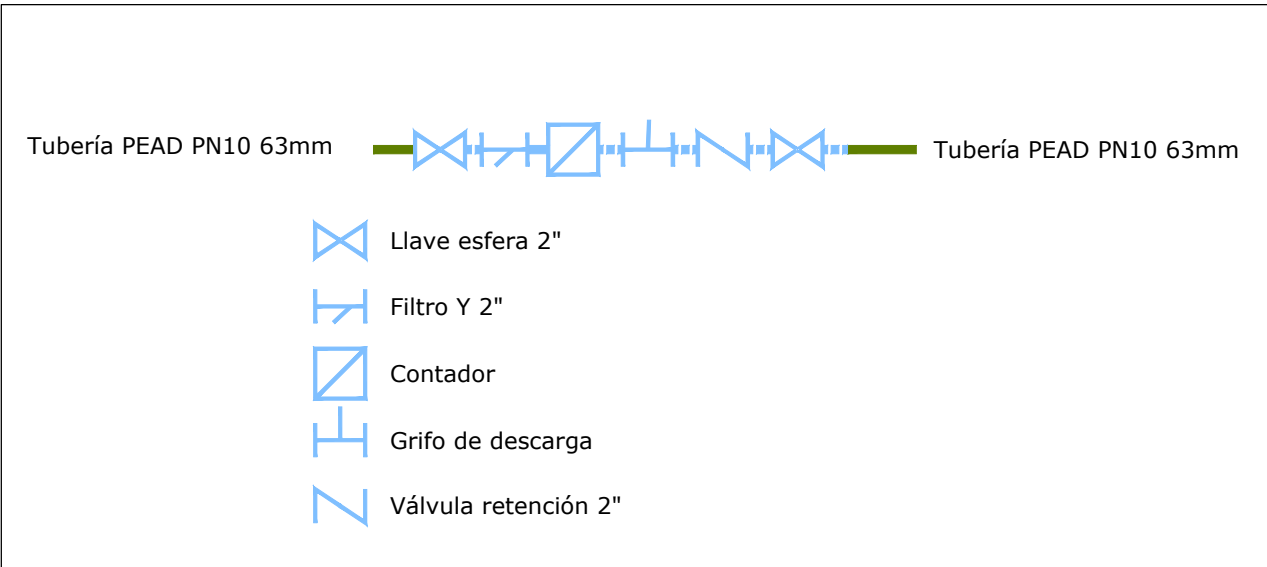 Tubería PEAD PN10 63mm
Tubería PEAD PN10 63mm
Llave esfera 2"
Filtro Y 2"
Contador
Grifo de descarga
Válvula retención 2"